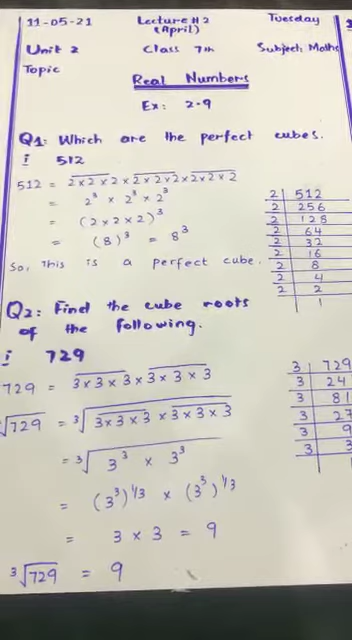 11-05-21 Lecture # 2 Tuesday
(April)
Unit 2 Class 7th Subject: Maths
Topic
Real Numbers
Ex: 2.9
Q1: Which are the perfect cubes.
i 512
512 = 2×2×2×2×2×2×2×2×2
= 2³ × 2³ × 2³
= (2×2×2)³
= (8)³ = 8³
So, this is a perfect cube.
2 512
2 256
2 128
2 64
2 32
2 16
2 8
2 4
2 2
1
Q2: Find the cube roots
of the following.
i 729
729 = 3×3×3×3×3×3
√729 = ³√3×3×3×3×3×3
= ³√3³ × 3³
= (3³)^1/3 × (3³)^1/3
= 3 × 3 = 9
³√729 = 9
3 729
3 24
3 81
3 27
3 9
3 3
1